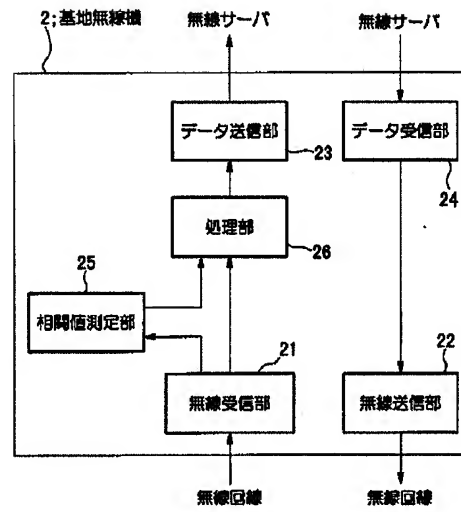 2;基地無線機
無線サーバ
無線サーバ
データ送信部
23
データ受信部
24
処理部
26
25
相関値測定部
21
無線受信部
22
無線送信部
無線回線
無線回線